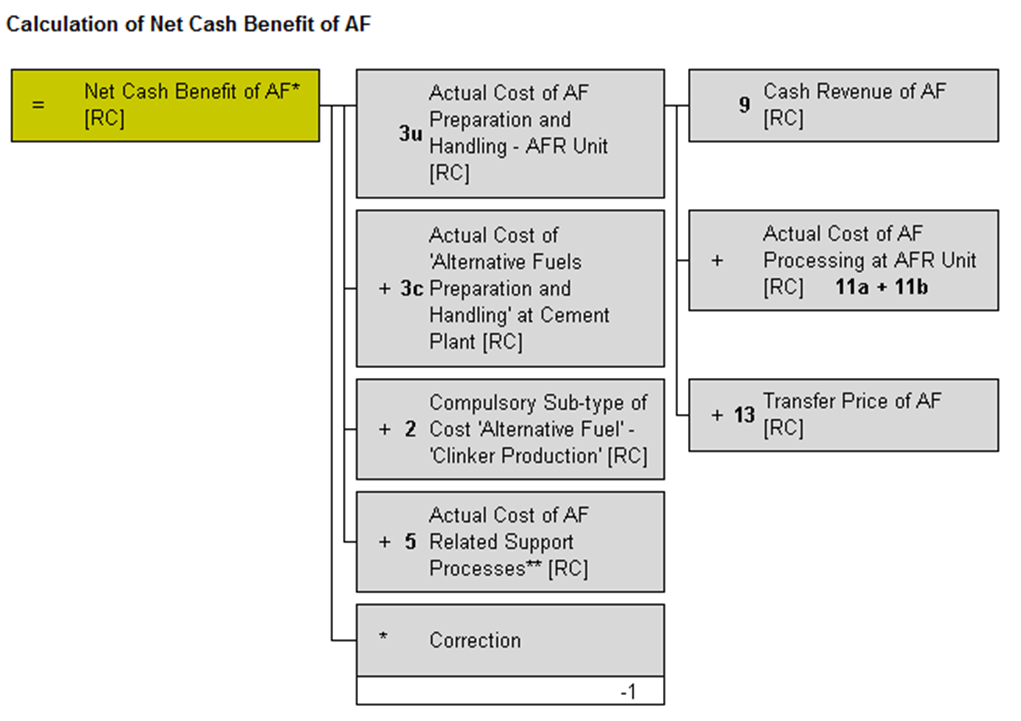 Calculation of Net Cash Benefit of AF
= Net Cash Benefit of AF*
[RC]
Actual Cost of AF
Preparation and
3u Handling - AFR Unit
[RC]
9 Cash Revenue of AF
[RC]
Actual Cost of
'Alternative Fuels
+ 3c Preparation and
Handling' at Cement
Plant [RC]
Actual Cost of AF
+ Processing at AFR Unit
[RC] 11a + 11b
Compulsory Sub-type of
+ 2 Cost 'Alternative Fuel' -
'Clinker Production' [RC]
+ 13 Transfer Price of AF
[RC]
Actual Cost of AF
+ 5 Related Support
Processes** [RC]
* Correction
-1